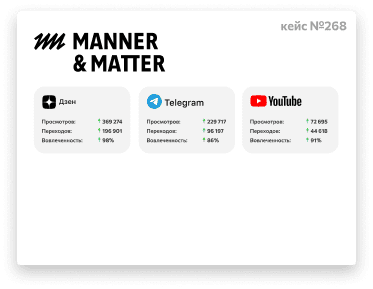 кейс №268
MANNER
& MATTER
Дзен
Просмотров: ↑ 369 274
Переходов: ↑ 196 901
Вовлеченность: ↑ 98%
Telegram
Просмотров: ↑ 229 717
Переходов: ↑ 96 197
Вовлеченность: ↑ 86%
YouTube
Просмотров: ↑ 72 695
Переходов: ↑ 44 618
Вовлеченность: ↑ 91%